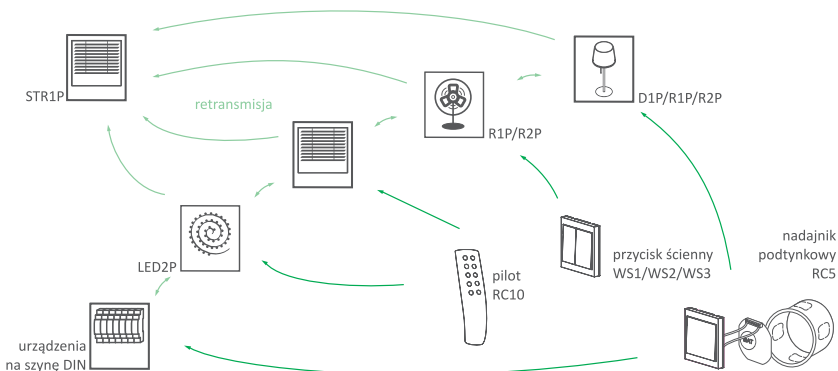 STR1P
retransmisja
D1P/R1P/R2P
R1P/R2P
LED2P
przycisk ścienny
WS1/WS2/WS3
nadajnik
podtynkowy
RC5
pilot
RC10
urządzenia
na szynę DIN
BAT